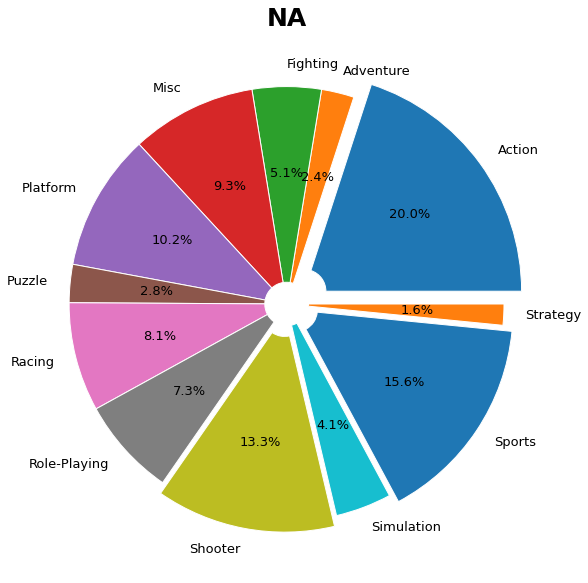 NA
Fighting
Adventure
Misc
Action
5.1%
2.4%
9.3%
Platform
20.0%
10.2%
Puzzle
2.8%
1.6%
Strategy
8.1%
Racing
7.3%
15.6%
4.1%
13.3%
Sports
Role-Playing
Simulation
Shooter